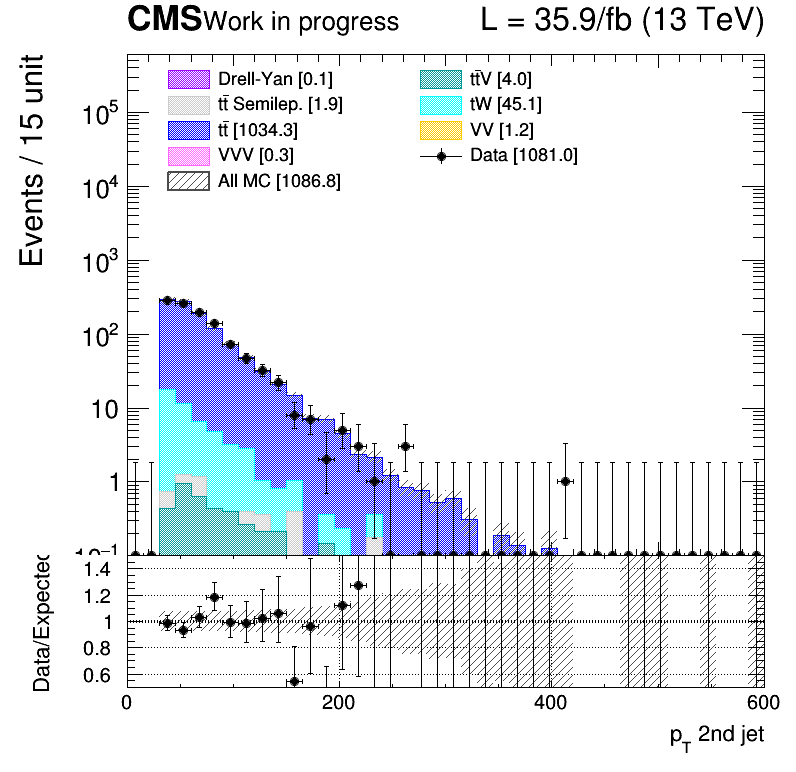 CMS Work in progress L = 35.9/fb (13 TeV)
Events / 15 unit
Drell-Yan [0.1]
tt̄ Semilep. [1.9]
tt̄ [1034.3]
VVV [0.3]
All MC [1086.8]
tt̄V [4.0]
tW [45.1]
VV [1.2]
Data [1081.0]
10⁵
10⁴
10³
10²
10
1
10⁻¹
Data/Expected
1.4
1.2
1
0.8
0.6
0 200 400 600
p_T 2nd jet